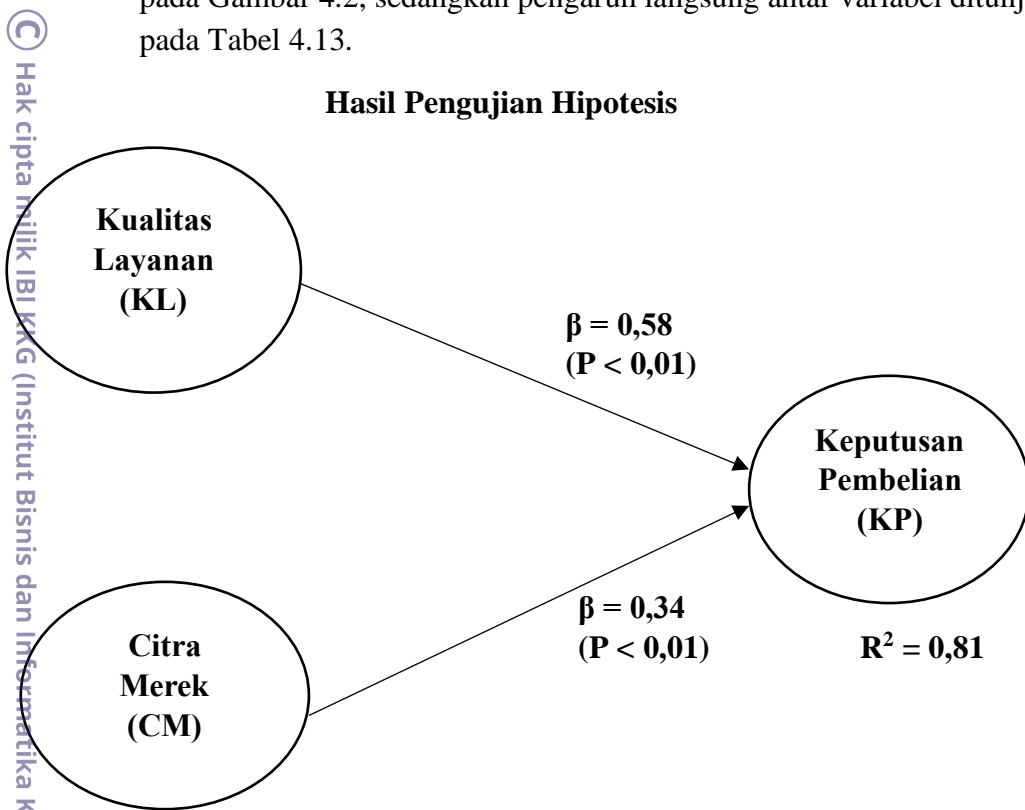 pada Gambar 4.2, sedangkan pengaruh langsung antar variabel
pada Tabel 4.13.
Hasil Pengujian Hipotesis
Kualitas
Layanan
(KL)
β = 0,58
(P < 0,01)
Keputusan
Pembelian
(KP)
β = 0,34
(P < 0,01)
R² = 0,81
Citra
Merek
(CM)
© Hak cipta milik IBI KKG (Institut Bisnis dan Informatika K